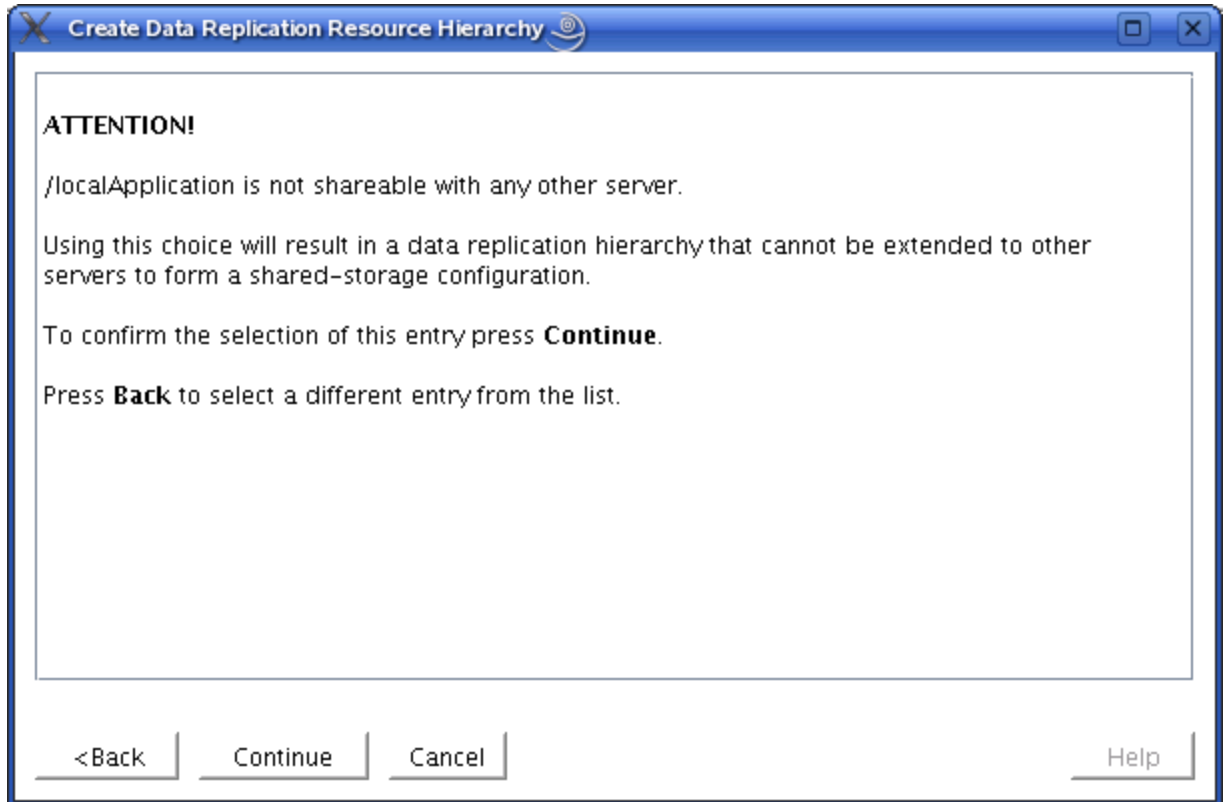 Create Data Replication Resource Hierarchy
ATTENTION!
/localApplication is not shareable with any other server.
Using this choice will result in a data replication hierarchy that cannot be extended to other
servers to form a shared-storage configuration.
To confirm the selection of this entry press Continue.
Press Back to select a different entry from the list.
<Back Continue Cancel Help